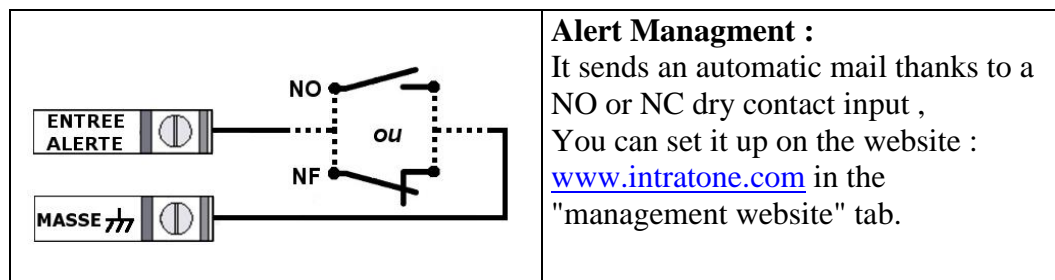 NO
ENTREE
ALERTE
ou
NF
MASSE
Alert Managment :
It sends an automatic mail thanks to a
NO or NC dry contact input ,
You can set it up on the website :
www.intratone.com in the
"management website" tab.